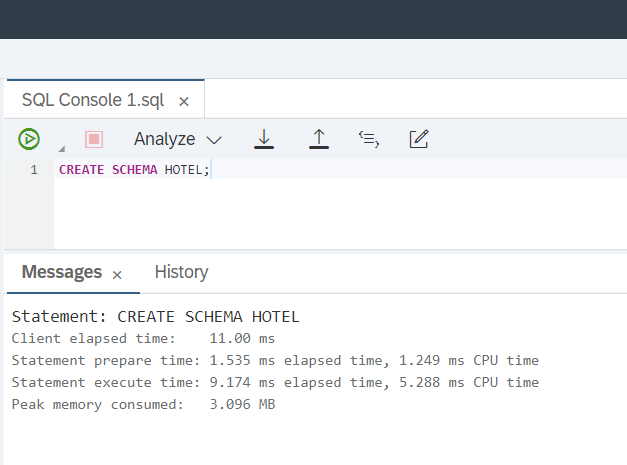 SQL Console 1.sql ×
Analyze
1 CREATE SCHEMA HOTEL;
Messages × History
Statement: CREATE SCHEMA HOTEL
Client elapsed time: 11.00 ms
Statement prepare time: 1.535 ms elapsed time, 1.249 ms CPU time
Statement execute time: 9.174 ms elapsed time, 5.288 ms CPU time
Peak memory consumed: 3.096 MB